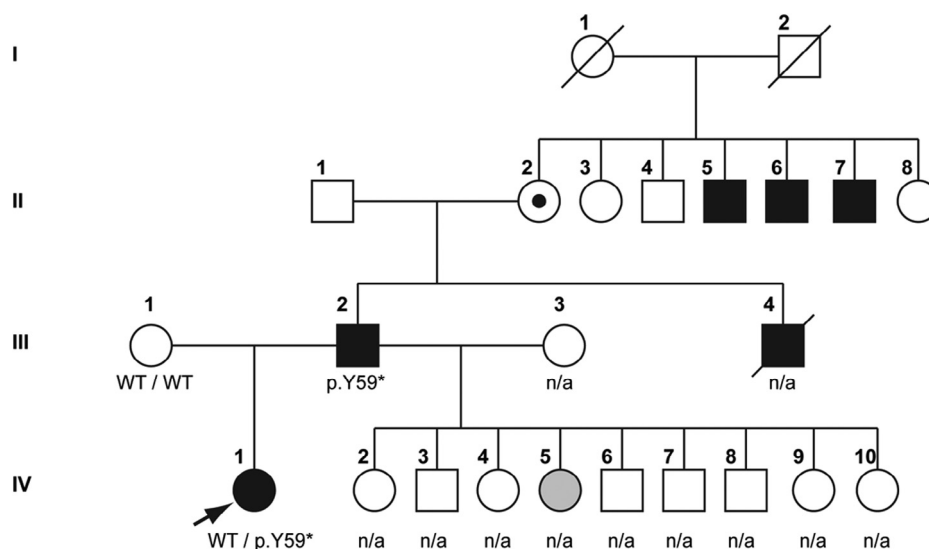 1 2
I
1 2 3 4 5 6 7 8
II
1 2 3 4
III
WT / WT p.Y59* n/a n/a
1 2 3 4 5 6 7 8 9 10
IV
WT / p.Y59* n/a n/a n/a n/a n/a n/a n/a n/a n/a